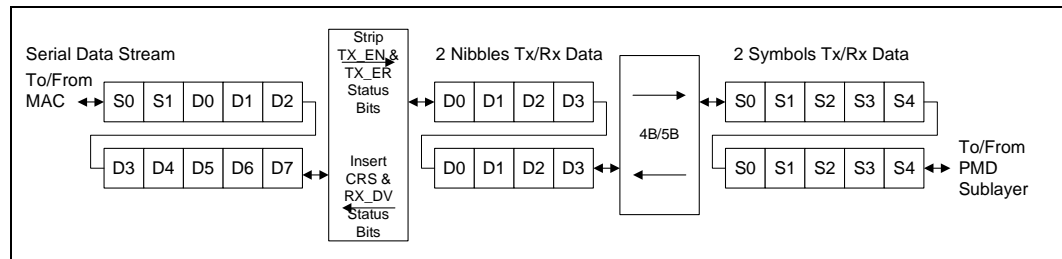 Serial Data Stream
To/From
MAC
S0 S1 D0 D1 D2
D3 D4 D5 D6 D7
Strip
TX_EN &
TX_ER
Status
Bits
Insert
CRS &
RX_DV
Status
Bits
2 Nibbles Tx/Rx Data
D0 D1 D2 D3
D0 D1 D2 D3
4B/5B
2 Symbols Tx/Rx Data
S0 S1 S2 S3 S4
S0 S1 S2 S3 S4
To/From
PMD
Sublayer